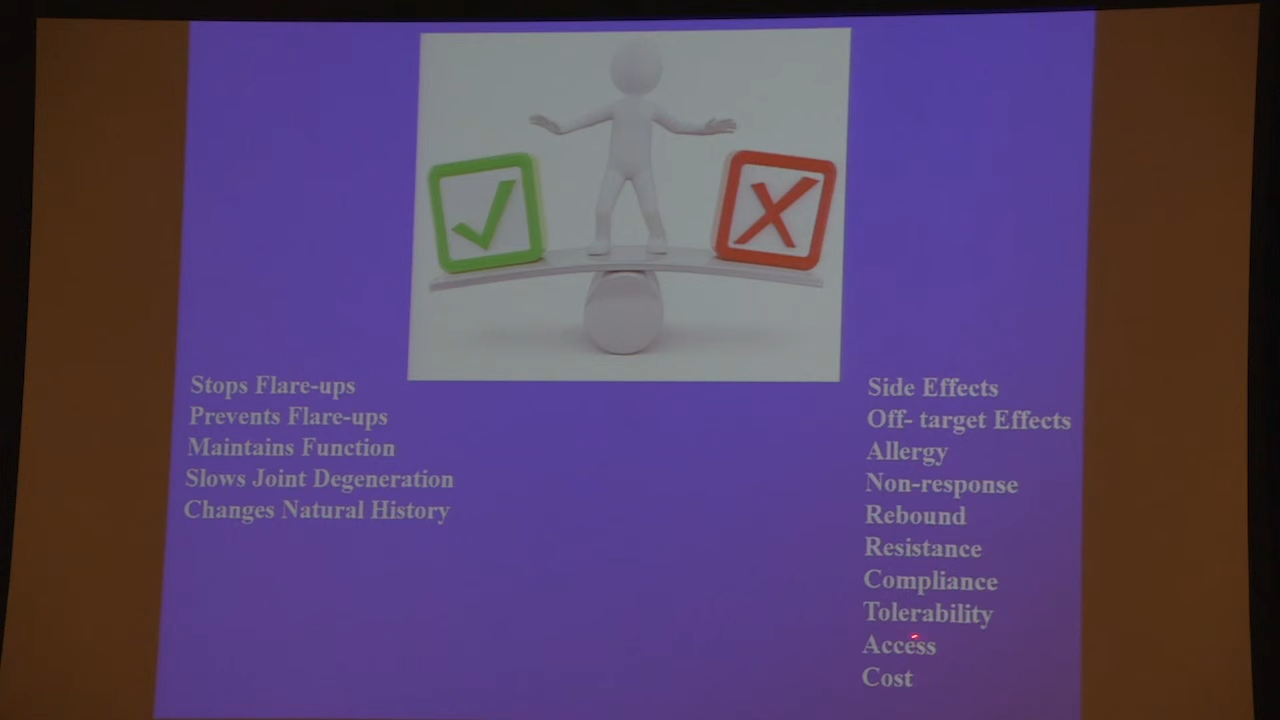 Stops Flare-ups
Prevents Flare-ups
Maintains Function
Slows Joint Degeneration
Changes Natural History
Side Effects
Off- target Effects
Allergy
Non-response
Rebound
Resistance
Compliance
Tolerability
Access
Cost